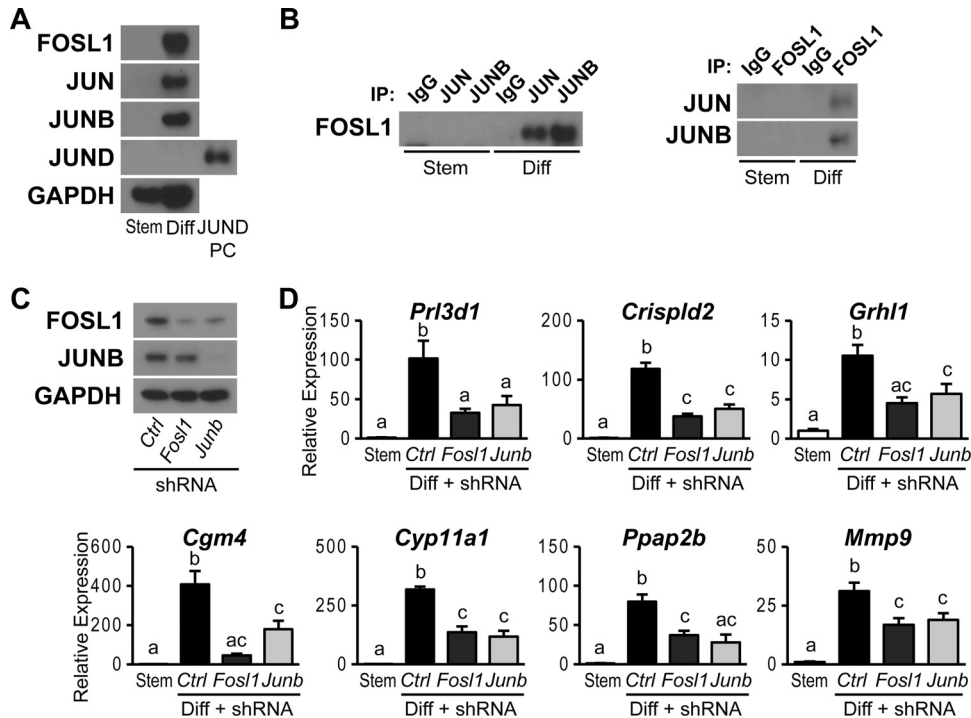 A
FOSL1
JUN
JUNB
JUND
GAPDH
Stem Diff JUND
PC
B
IP: IgG JUN JUNB IgG JUN JUNB
FOSL1
Stem Diff
IP: IgG FOSL1 IgG FOSL1
JUN
JUNB
Stem Diff
C
FOSL1
JUNB
GAPDH
Ctrl Fosl1 Junb
shRNA
D
Relative Expression
Prl3d1
150
100
50
0
a b a a
Stem Ctrl Fosl1 Junb
Diff + shRNA
Crispld2
200
100
0
a b c c
Stem Ctrl Fosl1 Junb
Diff + shRNA
Grhl1
15
10
5
0
a b ac c
Stem Ctrl Fosl1 Junb
Diff + shRNA
Relative Expression
Cgm4
600
400
200
0
a b ac c
Stem Ctrl Fosl1 Junb
Diff + shRNA
Cyp11a1
500
250
0
a b c c
Stem Ctrl Fosl1 Junb
Diff + shRNA
Ppap2b
150
100
50
0
a b c ac
Stem Ctrl Fosl1 Junb
Diff + shRNA
Mmp9
50
25
0
a b c c
Stem Ctrl Fosl1 Junb
Diff + shRNA